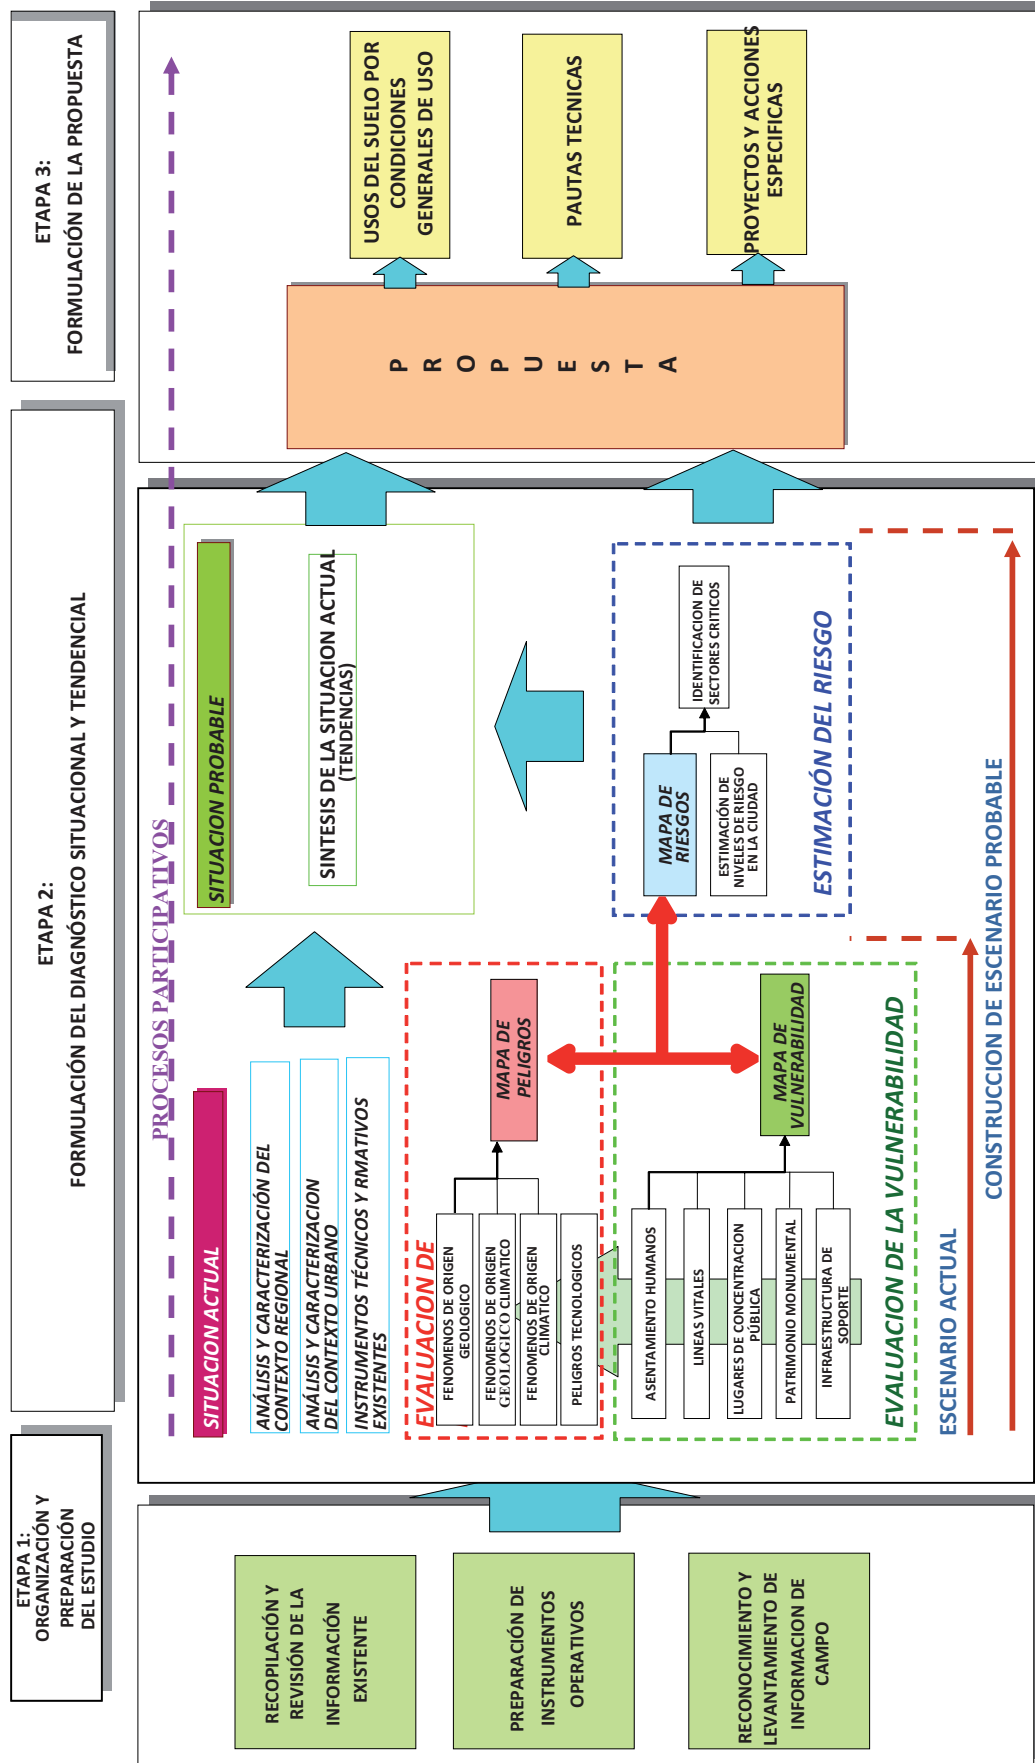 ETAPA 1:
ORGANIZACIÓN Y
PREPARACIÓN
DEL ESTUDIO
ETAPA 2:
FORMULACIÓN DEL DIAGNÓSTICO SITUACIONAL Y TENDENCIAL
ETAPA 3:
FORMULACIÓN DE LA PROPUESTA
RECOPILACIÓN Y
REVISIÓN DE LA
INFORMACIÓN
EXISTENTE
PREPARACIÓN DE
INSTRUMENTOS
OPERATIVOS
RECONOCIMIENTO Y
LEVANTAMIENTO DE
INFORMACION DE
CAMPO
PROCESOS PARTICIPATIVOS
SITUACION ACTUAL
ANÁLISIS Y CARACTERIZACIÓN DEL
CONTEXTO REGIONAL
ANÁLISIS Y CARACTERIZACION
DEL CONTEXTO URBANO
INSTRUMENTOS TÉCNICOS Y RMATIVOS
EXISTENTES
SITUACION PROBABLE
SINTESIS DE LA SITUACION ACTUAL
(TENDENCIAS)
EVALUACION DE
FENOMENOS DE ORIGEN
GEOLOGICO
FENOMENOS DE ORIGEN
GEOLOGICO CLIMATICO
FENOMENOS DE ORIGEN
CLIMATICO
PELIGROS TECNOLOGICOS
MAPA DE
PELIGROS
ASENTAMIENTO HUMANOS
LINEAS VITALES
LUGARES DE CONCENTRACION
PÚBLICA
PATRIMONIO MONUMENTAL
INFRAESTRUCTURA DE
SOPORTE
MAPA DE
VULNERABILIDAD
EVALUACION DE LA VULNERABILIDAD
MAPA DE
RIESGOS
ESTIMACIÓN DE
NIVELES DE RIESGO
EN LA CIUDAD
IDENTIFICACION DE
SECTORES CRITICOS
ESTIMACIÓN DEL RIESGO
ESCENARIO ACTUAL
CONSTRUCCION DE ESCENARIO PROBABLE
PROPUESTA
USOS DEL SUELO POR
CONDICIONES
GENERALES DE USO
PAUTAS TECNICAS
PROYECTOS Y ACCIONES
ESPECIFICAS